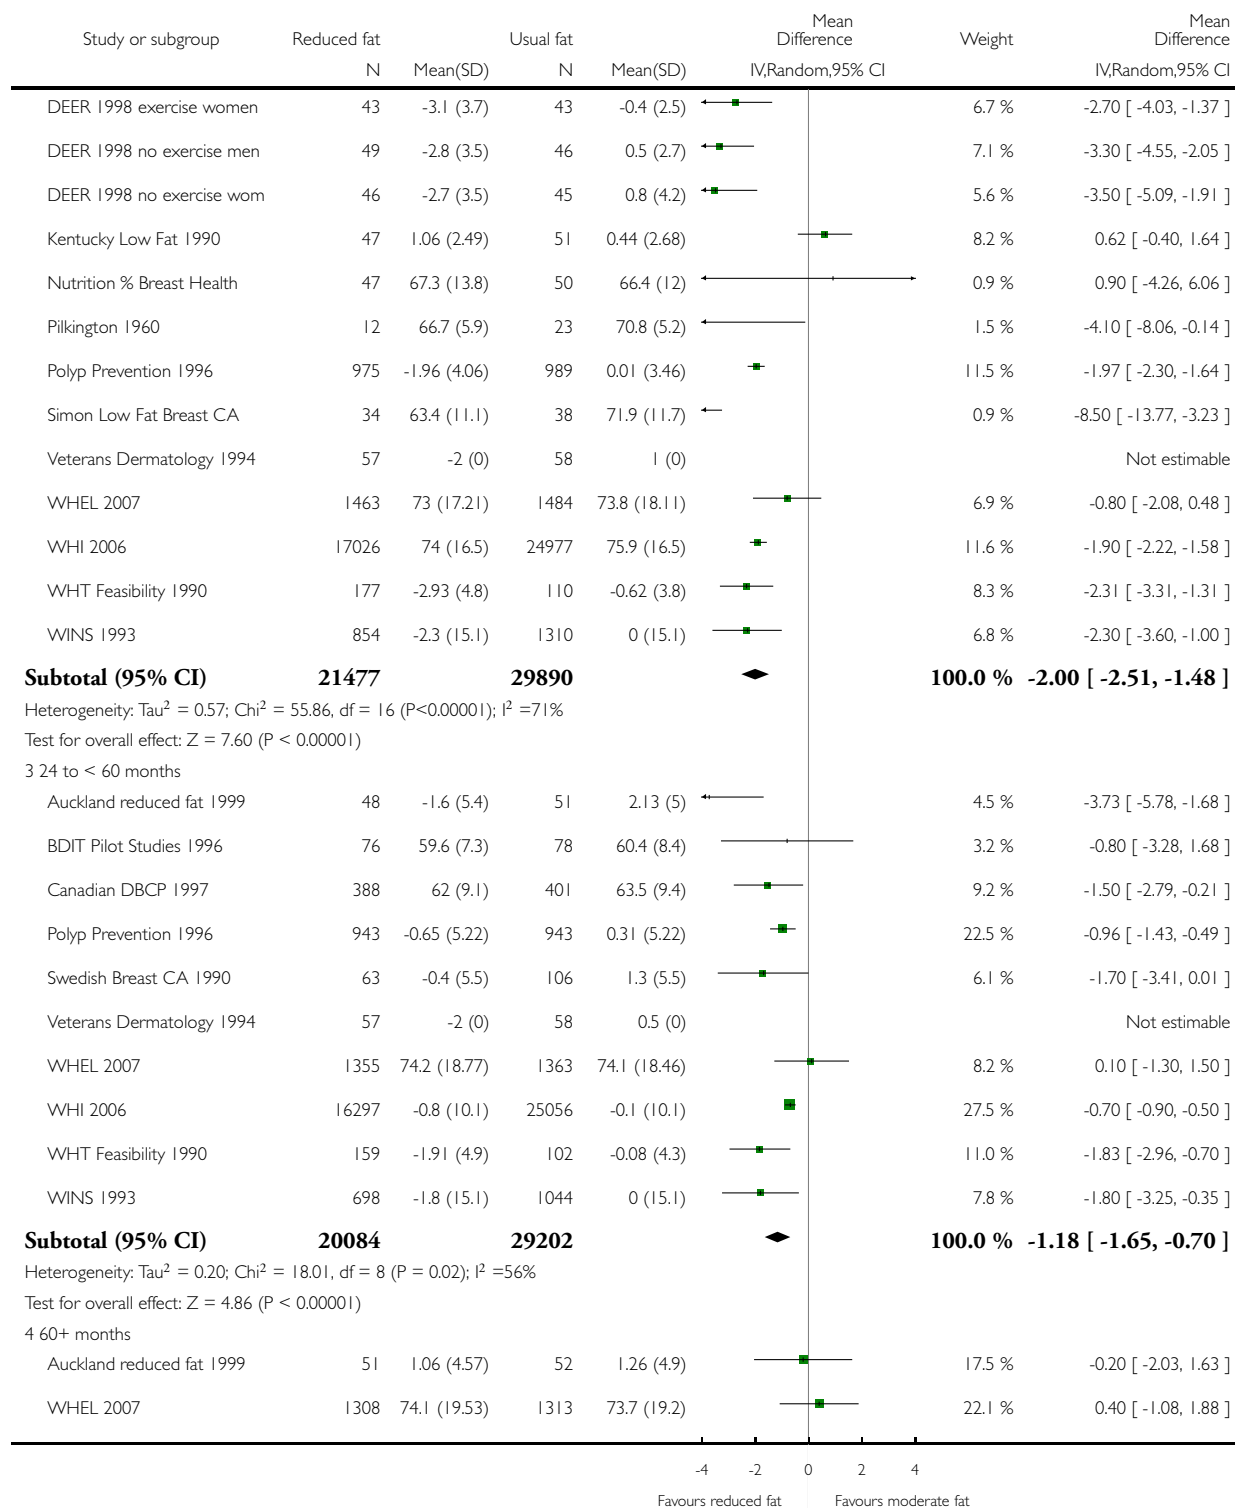 Study or subgroup Reduced fat Usual fat Mean Difference Weight Mean Difference
N Mean(SD) N Mean(SD) IV,Random,95% CI IV,Random,95% CI
DEER 1998 exercise women 43 -3.1 (3.7) 43 -0.4 (2.5) 6.7 % -2.70 [ -4.03, -1.37 ]
DEER 1998 no exercise men 49 -2.8 (3.5) 46 0.5 (2.7) 7.1 % -3.30 [ -4.55, -2.05 ]
DEER 1998 no exercise wom 46 -2.7 (3.5) 45 0.8 (4.2) 5.6 % -3.50 [ -5.09, -1.91 ]
Kentucky Low Fat 1990 47 1.06 (2.49) 51 0.44 (2.68) 8.2 % 0.62 [ -0.40, 1.64 ]
Nutrition % Breast Health 47 67.3 (13.8) 50 66.4 (12) 0.9 % 0.90 [ -4.26, 6.06 ]
Pilkington 1960 12 66.7 (5.9) 23 70.8 (5.2) 1.5 % -4.10 [ -8.06, -0.14 ]
Polyp Prevention 1996 975 -1.96 (4.06) 989 0.01 (3.46) 11.5 % -1.97 [ -2.30, -1.64 ]
Simon Low Fat Breast CA 34 63.4 (11.1) 38 71.9 (11.7) 0.9 % -8.50 [ -13.77, -3.23 ]
Veterans Dermatology 1994 57 -2 (0) 58 1 (0) Not estimable
WHEL 2007 1463 73 (17.21) 1484 73.8 (18.11) 6.9 % -0.80 [ -2.08, 0.48 ]
WHI 2006 17026 74 (16.5) 24977 75.9 (16.5) 11.6 % -1.90 [ -2.22, -1.58 ]
WHT Feasibility 1990 177 -2.93 (4.8) 110 -0.62 (3.8) 8.3 % -2.31 [ -3.31, -1.31 ]
WINS 1993 854 -2.3 (15.1) 1310 0 (15.1) 6.8 % -2.30 [ -3.60, -1.00 ]
Subtotal (95% CI) 21477 29890 100.0 % -2.00 [ -2.51, -1.48 ]
Heterogeneity: Tau² = 0.57; Chi² = 55.86, df = 16 (P<0.00001); I² =71%
Test for overall effect: Z = 7.60 (P < 0.00001)
3 24 to < 60 months
Auckland reduced fat 1999 48 -1.6 (5.4) 51 2.13 (5) 4.5 % -3.73 [ -5.78, -1.68 ]
BDIT Pilot Studies 1996 76 59.6 (7.3) 78 60.4 (8.4) 3.2 % -0.80 [ -3.28, 1.68 ]
Canadian DBCP 1997 388 62 (9.1) 401 63.5 (9.4) 9.2 % -1.50 [ -2.79, -0.21 ]
Polyp Prevention 1996 943 -0.65 (5.22) 943 0.31 (5.22) 22.5 % -0.96 [ -1.43, -0.49 ]
Swedish Breast CA 1990 63 -0.4 (5.5) 106 1.3 (5.5) 6.1 % -1.70 [ -3.41, 0.01 ]
Veterans Dermatology 1994 57 -2 (0) 58 0.5 (0) Not estimable
WHEL 2007 1355 74.2 (18.77) 1363 74.1 (18.46) 8.2 % 0.10 [ -1.30, 1.50 ]
WHI 2006 16297 -0.8 (10.1) 25056 -0.1 (10.1) 27.5 % -0.70 [ -0.90, -0.50 ]
WHT Feasibility 1990 159 -1.91 (4.9) 102 -0.08 (4.3) 11.0 % -1.83 [ -2.96, -0.70 ]
WINS 1993 698 -1.8 (15.1) 1044 0 (15.1) 7.8 % -1.80 [ -3.25, -0.35 ]
Subtotal (95% CI) 20084 29202 100.0 % -1.18 [ -1.65, -0.70 ]
Heterogeneity: Tau² = 0.20; Chi² = 18.01, df = 8 (P = 0.02); I² =56%
Test for overall effect: Z = 4.86 (P < 0.00001)
4 60+ months
Auckland reduced fat 1999 51 1.06 (4.57) 52 1.26 (4.9) 17.5 % -0.20 [ -2.03, 1.63 ]
WHEL 2007 1308 74.1 (19.53) 1313 73.7 (19.2) 22.1 % 0.40 [ -1.08, 1.88 ]
-4 -2 0 2 4
Favours reduced fat Favours moderate fat